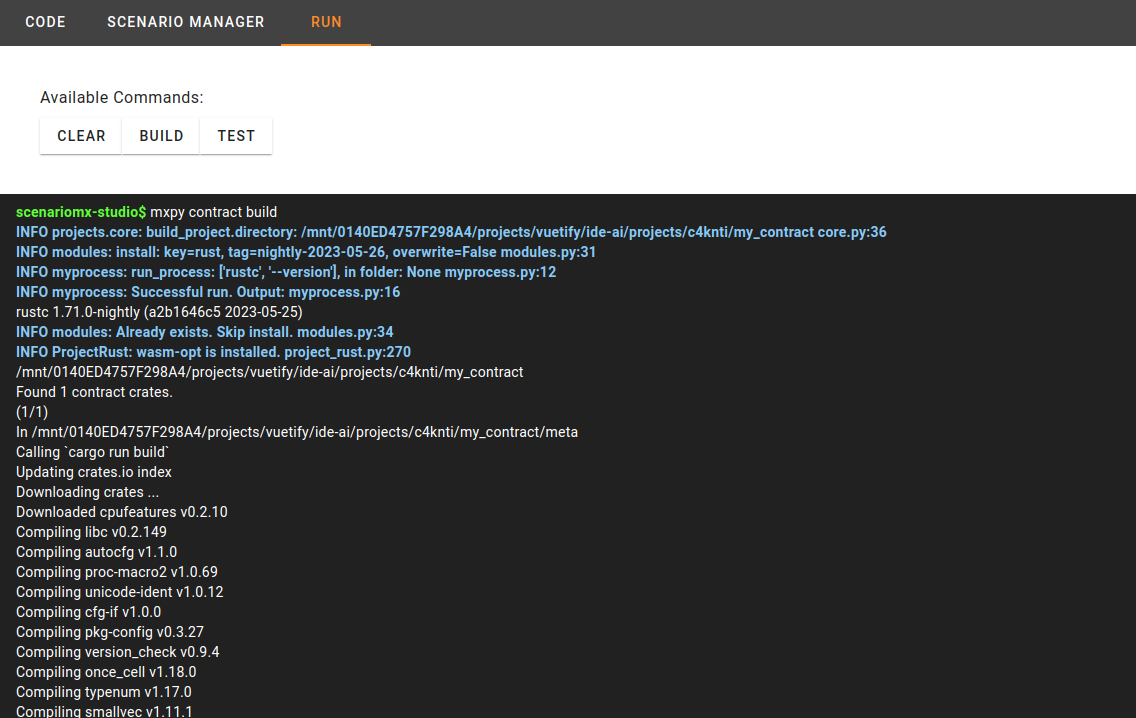 CODE SCENARIO MANAGER RUN
Available Commands:
CLEAR BUILD TEST
scenariomx-studio$ mxpy contract build
INFO projects.core: build_project.directory: /mnt/0140ED4757F298A4/projects/vuetify/ide-ai/projects/c4knti/my_contract core.py:36
INFO modules: install: key=rust, tag=nightly-2023-05-26, overwrite=False modules.py:31
INFO myprocess: run_process: ['rustc', '--version'], in folder: None myprocess.py:12
INFO myprocess: Successful run. Output: myprocess.py:16
rustc 1.71.0-nightly (a2b1646c5 2023-05-25)
INFO modules: Already exists. Skip install. modules.py:34
INFO ProjectRust: wasm-opt is installed. project_rust.py:270
/mnt/0140ED4757F298A4/projects/vuetify/ide-ai/projects/c4knti/my_contract
Found 1 contract crates.
(1/1)
In /mnt/0140ED4757F298A4/projects/vuetify/ide-ai/projects/c4knti/my_contract/meta
Calling `cargo run build`
Updating crates.io index
Downloading crates ...
Downloaded cpufeatures v0.2.10
Compiling libc v0.2.149
Compiling autocfg v1.1.0
Compiling proc-macro2 v1.0.69
Compiling unicode-ident v1.0.12
Compiling cfg-if v1.0.0
Compiling pkg-config v0.3.27
Compiling version_check v0.9.4
Compiling once_cell v1.18.0
Compiling typenum v1.17.0
Compiling smallvec v1.11.1